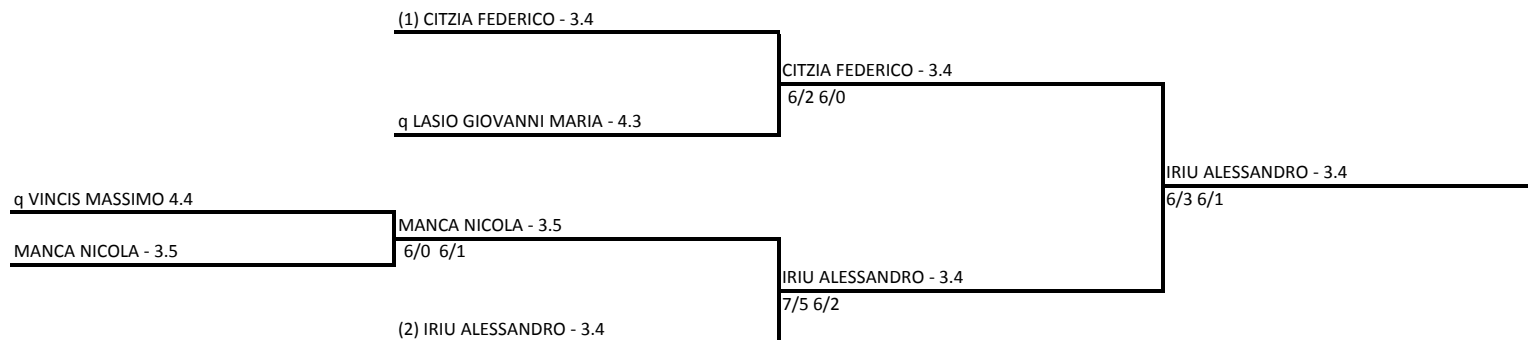 (1) CITZIA FEDERICO - 3.4
CITZIA FEDERICO - 3.4
6/2 6/0
q LASIO GIOVANNI MARIA - 4.3
IRIU ALESSANDRO - 3.4
6/3 6/1
q VINCIS MASSIMO 4.4
MANCA NICOLA - 3.5
6/0 6/1
MANCA NICOLA - 3.5
IRIU ALESSANDRO - 3.4
7/5 6/2
(2) IRIU ALESSANDRO - 3.4